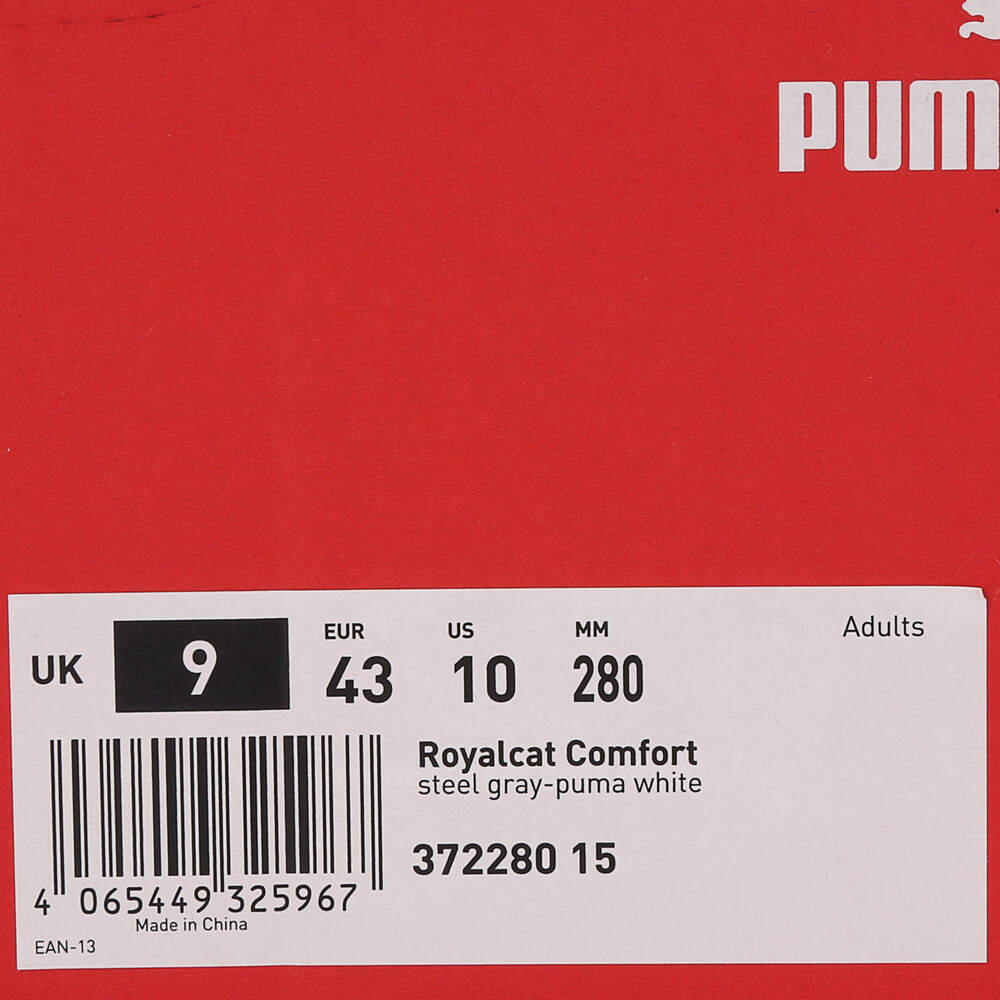 PUM
UK 9 EUR 43 US 10 MM 280 Adults
Royalcat Comfort
steel gray-puma white
372280 15
4 065449 325967
Made in China
EAN-13